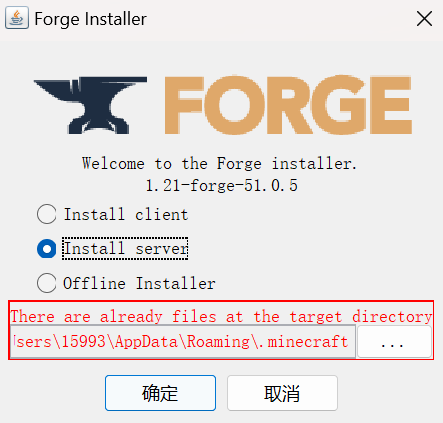 Forge Installer
FORGE
Welcome to the Forge installer.
1.21-forge-51.0.5
Install client
Install server
Offline Installer
There are already files at the target directory
sers\15993\AppData\Roaming\.minecraft
...
确定
取消